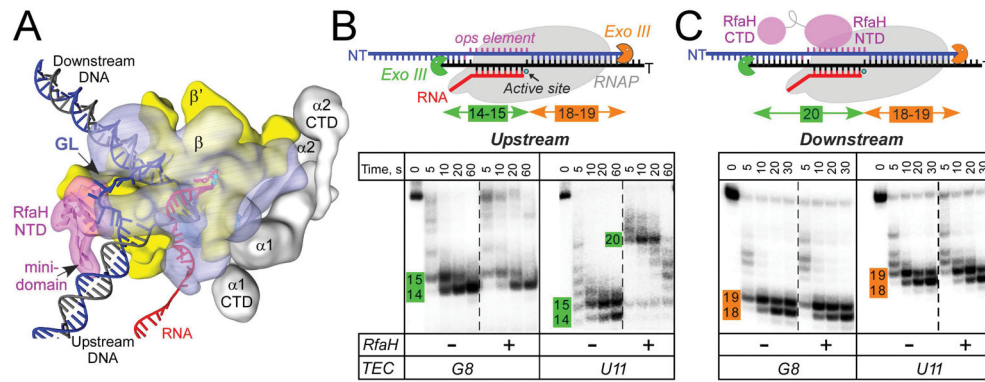 A
Downstream
DNA
β'
β
α2
CTD
GL
α2
RfaH
NTD
α1
mini-
domain
α1
CTD
RNA
Upstream
DNA
B
ops element
Exo III
NT
Exo III
T
RNAP
RNA
Active site
14-15
18-19
Upstream
Time, s
0 5 10 20 60 5 10 20 60 0 5 10 20 60 5 10 20 60
20
15
14
15
14
RfaH - + - +
TEC G8 U11
C
RfaH
CTD
RfaH
NTD
T
20
18-19
Downstream
0 5 10 20 30 5 10 20 30 0 5 10 20 30 5 10 20 30
19
18
19
18
- + - +
G8 U11